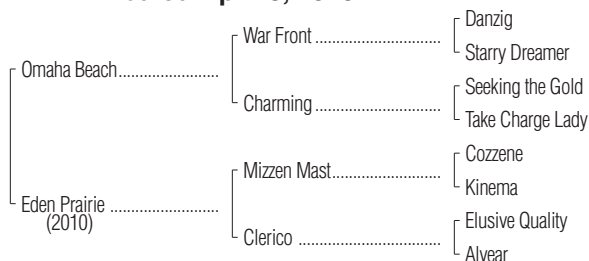 Omaha Beach
War Front
Danzig
Starry Dreamer
Charming
Seeking the Gold
Take Charge Lady
Eden Prairie
(2010)
Mizzen Mast
Cozzene
Kinema
Clerico
Elusive Quality
Alvear